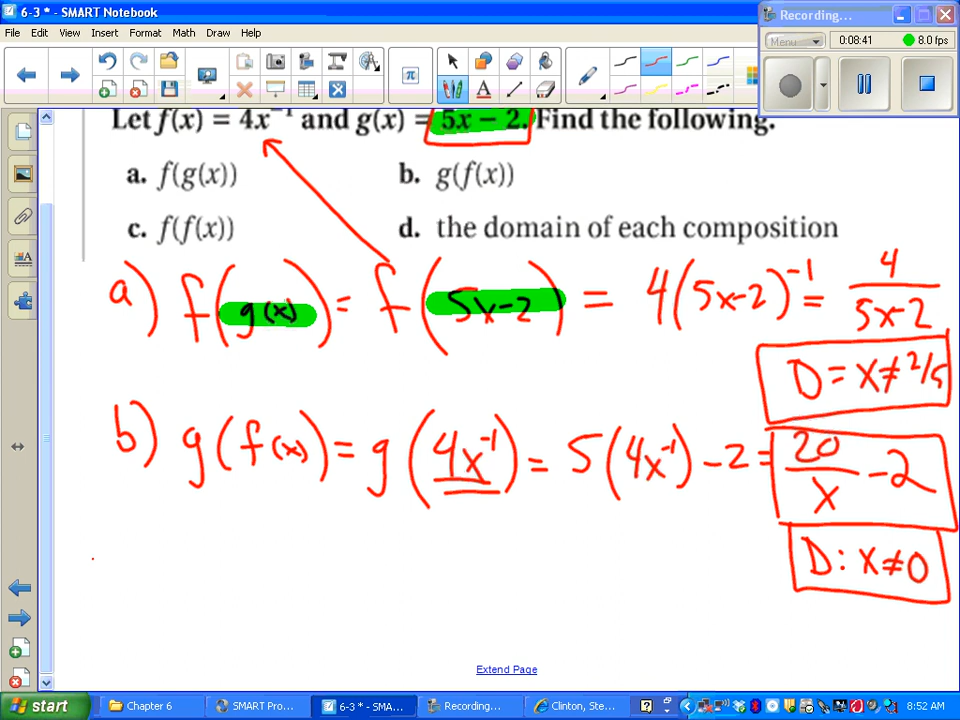 6-3 * - SMART Notebook
Recording...
File Edit View Insert Format Math Draw Help
Menu 0:08:41 8.0 fps
Let f(x) = 4x⁻¹ and g(x) = 5x − 2. Find the following.
a. f(g(x)) b. g(f(x))
c. f(f(x)) d. the domain of each composition
a) f(g(x)) = f(5x-2) = 4(5x-2)⁻¹ = 4/(5x-2)
D = x ≠ 2/5
b) g(f(x)) = g(4x⁻¹) = 5(4x⁻¹) - 2 = 20/x - 2
D: x ≠ 0
Extend Page
start Chapter 6 SMART Pro... 6-3 * - SMA... Recording... Clinton, Ste... 8:52 AM